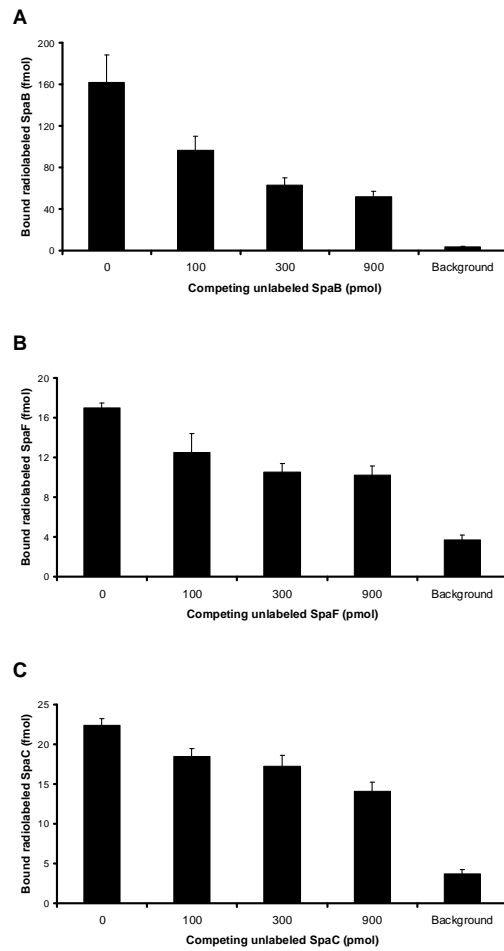 A
Bound radiolabeled SpaB (fmol)
200
160
120
80
40
0
0 100 300 900 Background
Competing unlabeled SpaB (pmol)
B
Bound radiolabeled SpaF (fmol)
20
16
12
8
4
0
0 100 300 900 Background
Competing unlabeled SpaF (pmol)
C
Bound radiolabeled SpaC (fmol)
25
20
15
10
5
0
0 100 300 900 Background
Competing unlabeled SpaC (pmol)